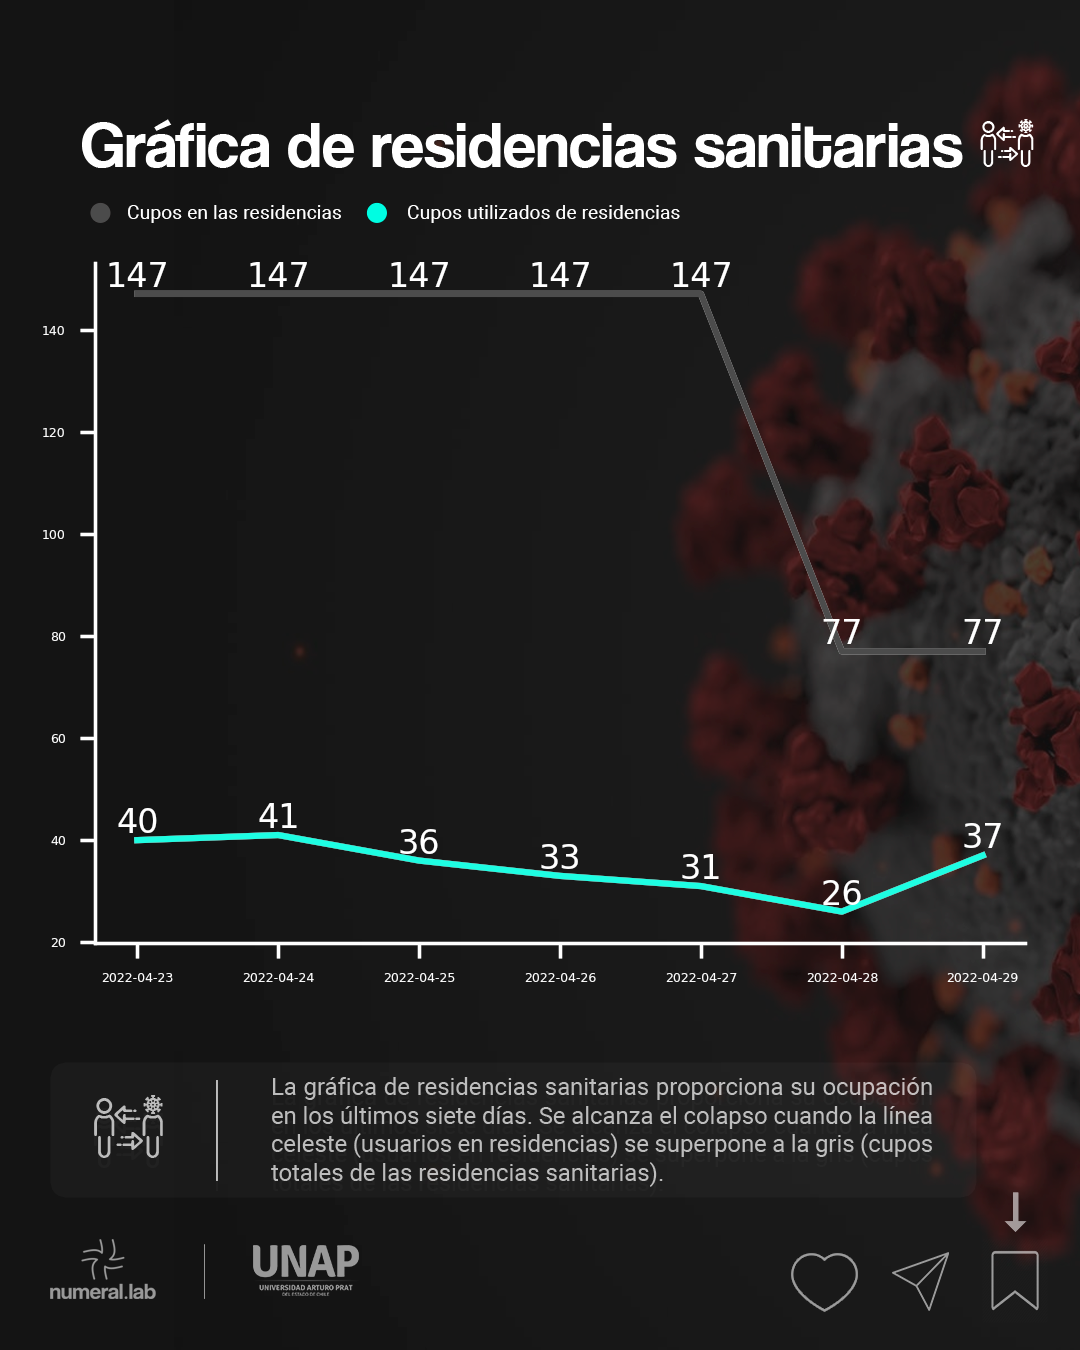 Gráfica de residencias sanitarias
Cupos en las residencias
Cupos utilizados de residencias
147 147 147 147 147
140
120
100
77 77
80
60
40 41 36 33 31 26 37
40
20
2022-04-23 2022-04-24 2022-04-25 2022-04-26 2022-04-27 2022-04-28 2022-04-29
La gráfica de residencias sanitarias proporciona su ocupación
en los últimos siete días. Se alcanza el colapso cuando la línea
celeste (usuarios en residencias) se superpone a la gris (cupos
totales de las residencias sanitarias).
numeral.lab
UNAP
UNIVERSIDAD ARTURO PRAT
DEL ESTADO DE CHILE